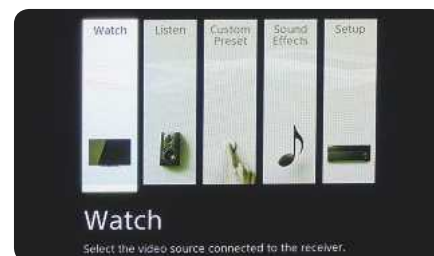 Watch
Listen
Custom
Preset
Sound
Effects
Setup
Watch
Select the video source connected to the receiver.